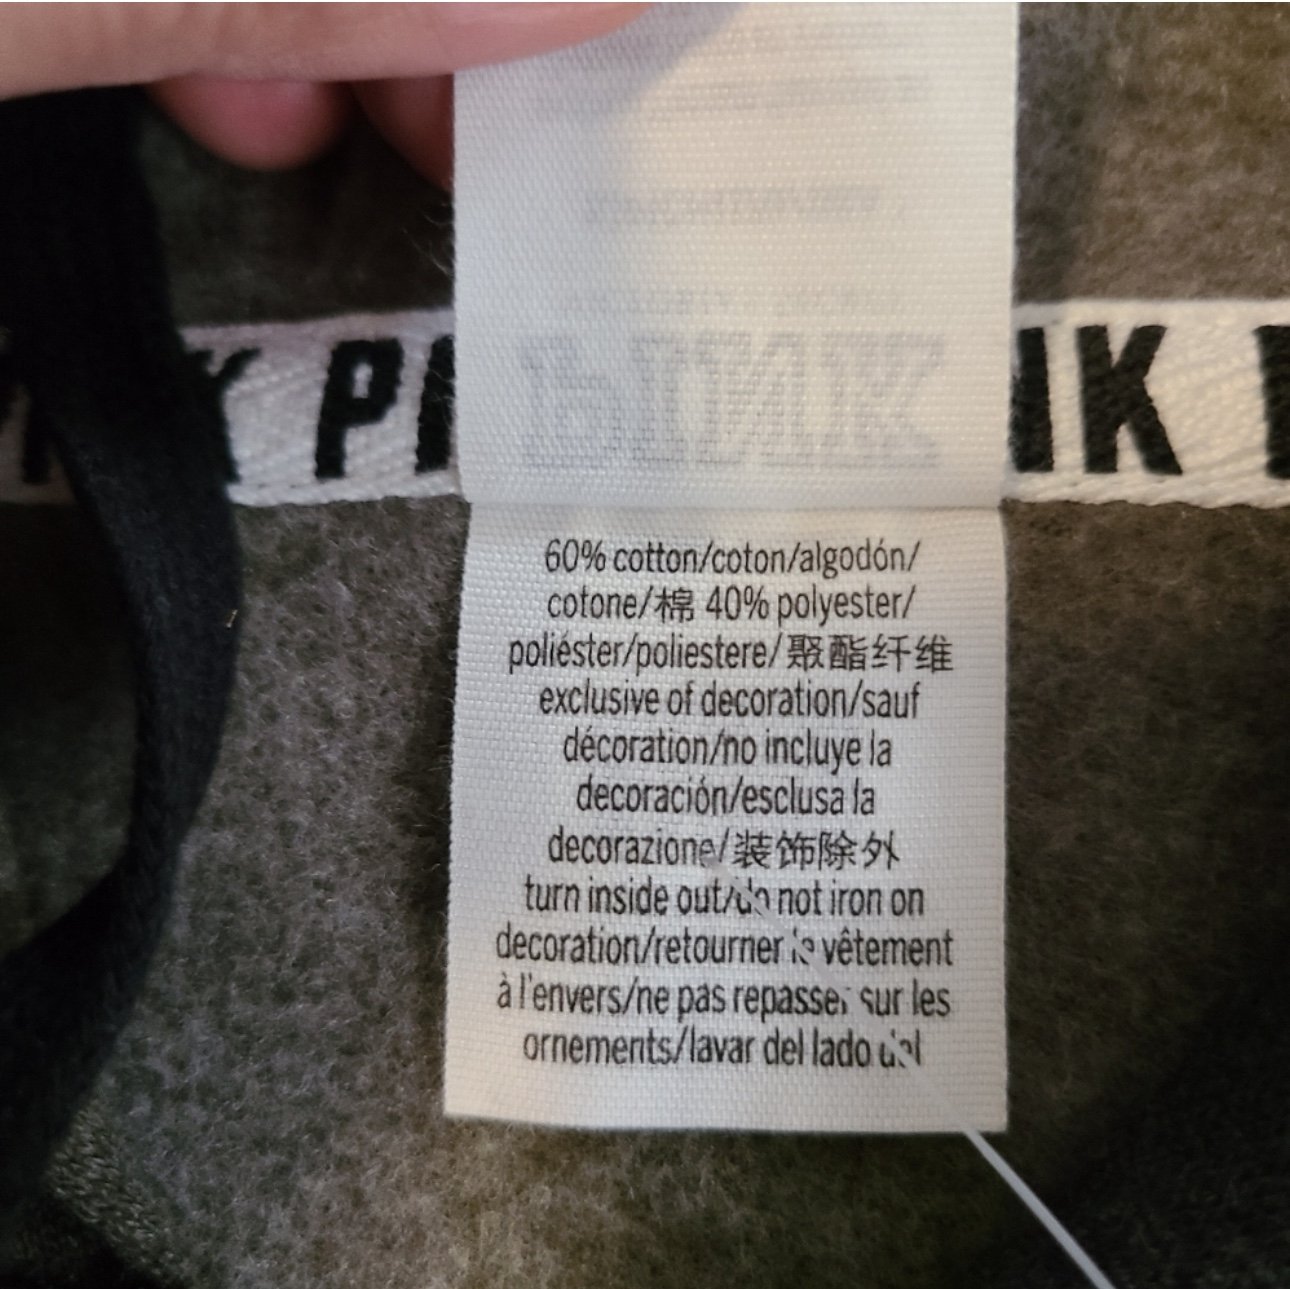 PINK
60% cotton/coton/algodón/
cotone/棉 40% polyester/
poliéster/poliestere/聚酯纤维
exclusive of decoration/sauf
décoration/no incluye la
decoración/esclusa la
decorazione/装饰除外
turn inside out/do not iron on
decoration/retourner le vêtement
à l'envers/ne pas repasser sur les
ornements/lavar del lado del